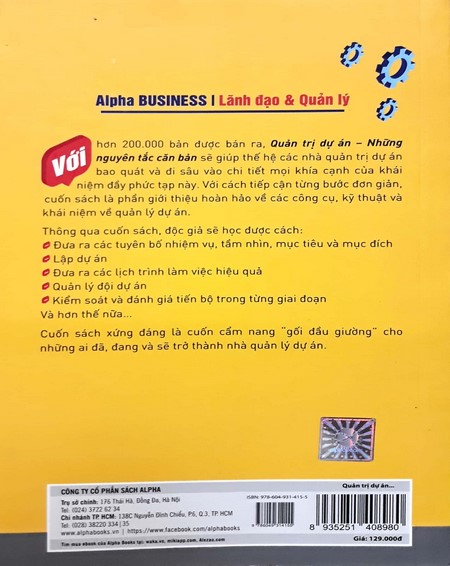 Alpha BUSINESS | Lãnh đạo & Quản lý
Với
hơn 200.000 bản được bán ra, Quản trị dự án – Những
nguyên tắc căn bản sẽ giúp thế hệ các nhà quản trị dự án
bao quát và đi sâu vào chi tiết mọi khía cạnh của khái
niệm đầy phức tạp này. Với cách tiếp cận từng bước đơn giản,
cuốn sách là phần giới thiệu hoàn hảo về các công cụ, kỹ thuật và
khái niệm về quản lý dự án.
Thông qua cuốn sách, độc giả sẽ học được cách:
Đưa ra các tuyên bố nhiệm vụ, tầm nhìn, mục tiêu và mục đích
Lập dự án
Đưa ra các lịch trình làm việc hiệu quả
Quản lý đội dự án
Kiểm soát và đánh giá tiến bộ trong từng giai đoạn
Và hơn thế nữa...
Cuốn sách xứng đáng là cuốn cẩm nang "gối đầu giường" cho
những ai đã, đang và sẽ trở thành nhà quản lý dự án.
CÔNG TY CỔ PHẦN SÁCH ALPHA
Trụ sở chính: 176 Thái Hà, Đống Đa, Hà Nội
Tel: (024) 3722 62 34
Chi nhánh TP. HCM: 138C Nguyễn Đình Chiểu, P6, Q.3, TP. HCM
Tel: (028) 38220 334 | 35
www.alphabooks.vn | https://www.facebook.com/alphabooks
Tìm mua ebook của Alpha Books tại: waka.vn, mikiapp.com, Alezaa.com
ISBN: 978-604-931-415-5
9 786049 314155
Quản trị dự án...
8 935251 408980
Giá: 129.000đ